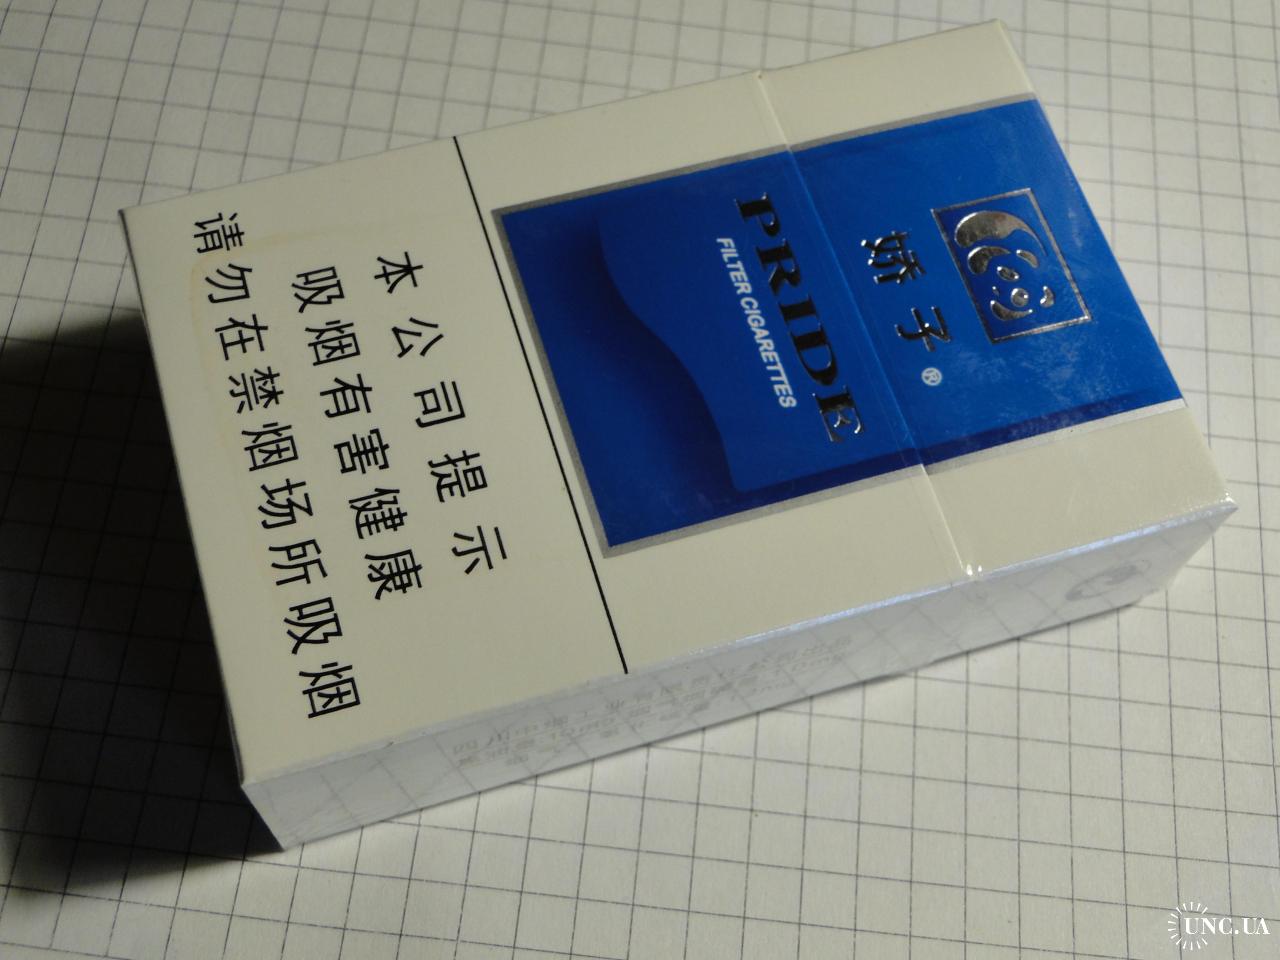 娇子®
PRIDE
FILTER CIGARETTES
本公司提示
吸烟有害健康
请勿在禁烟场所吸烟
UNC.UA